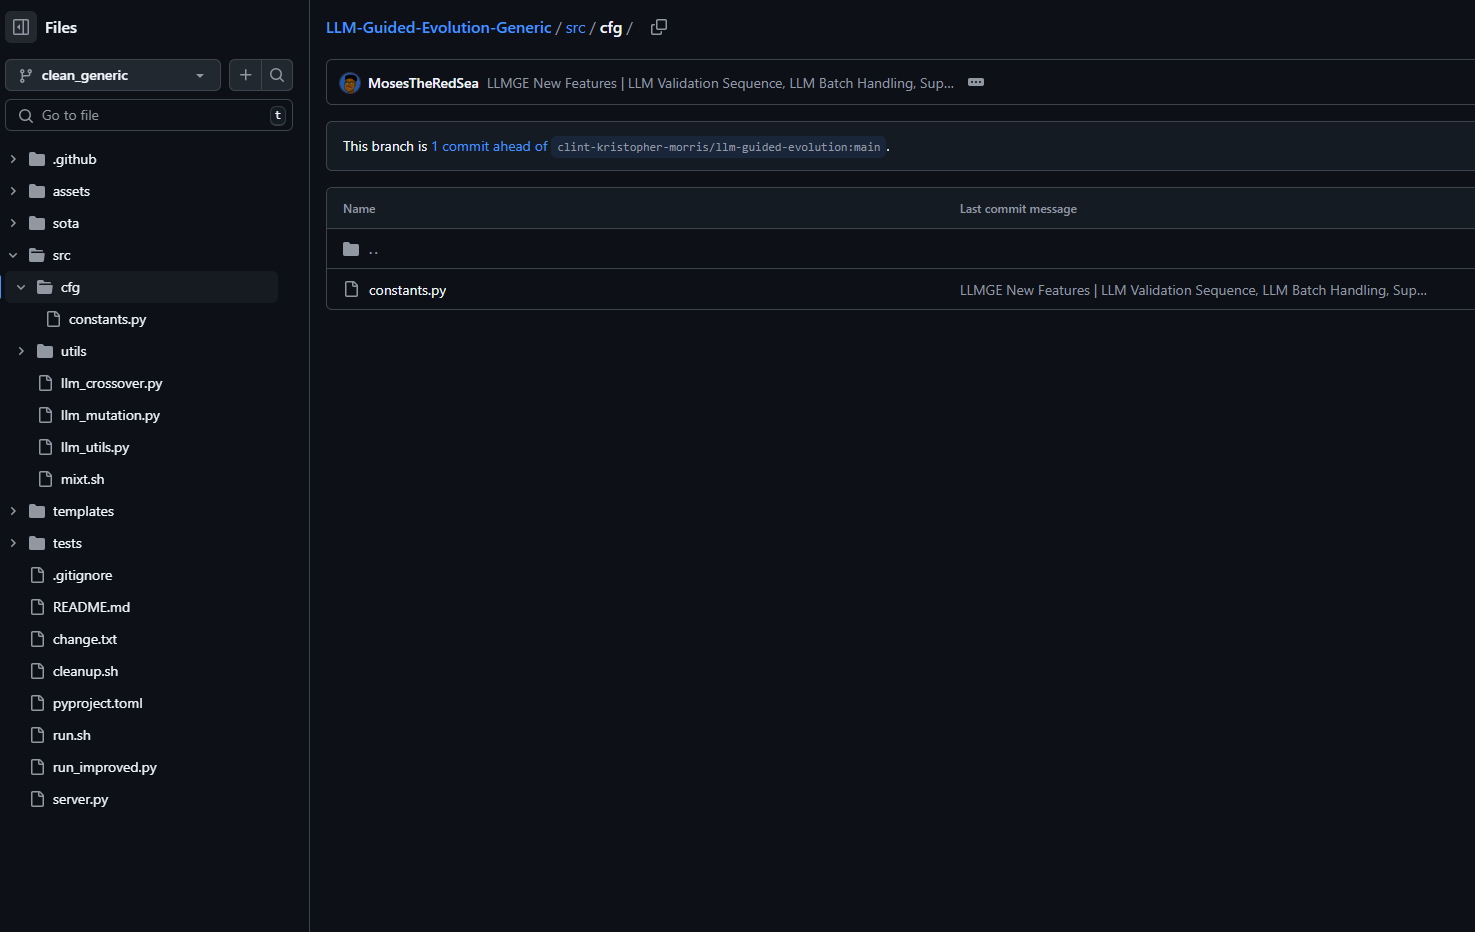 Files
clean_generic
Go to file
t
.github
assets
sota
src
cfg
constants.py
utils
llm_crossover.py
llm_mutation.py
llm_utils.py
mixt.sh
templates
tests
.gitignore
README.md
change.txt
cleanup.sh
pyproject.toml
run.sh
run_improved.py
server.py
LLM-Guided-Evolution-Generic / src / cfg /
MosesTheRedSea LLMGE New Features | LLM Validation Sequence, LLM Batch Handling, Sup...
This branch is 1 commit ahead of clint-kristopher-morris/llm-guided-evolution:main .
Name Last commit message
..
constants.py LLMGE New Features | LLM Validation Sequence, LLM Batch Handling, Sup...